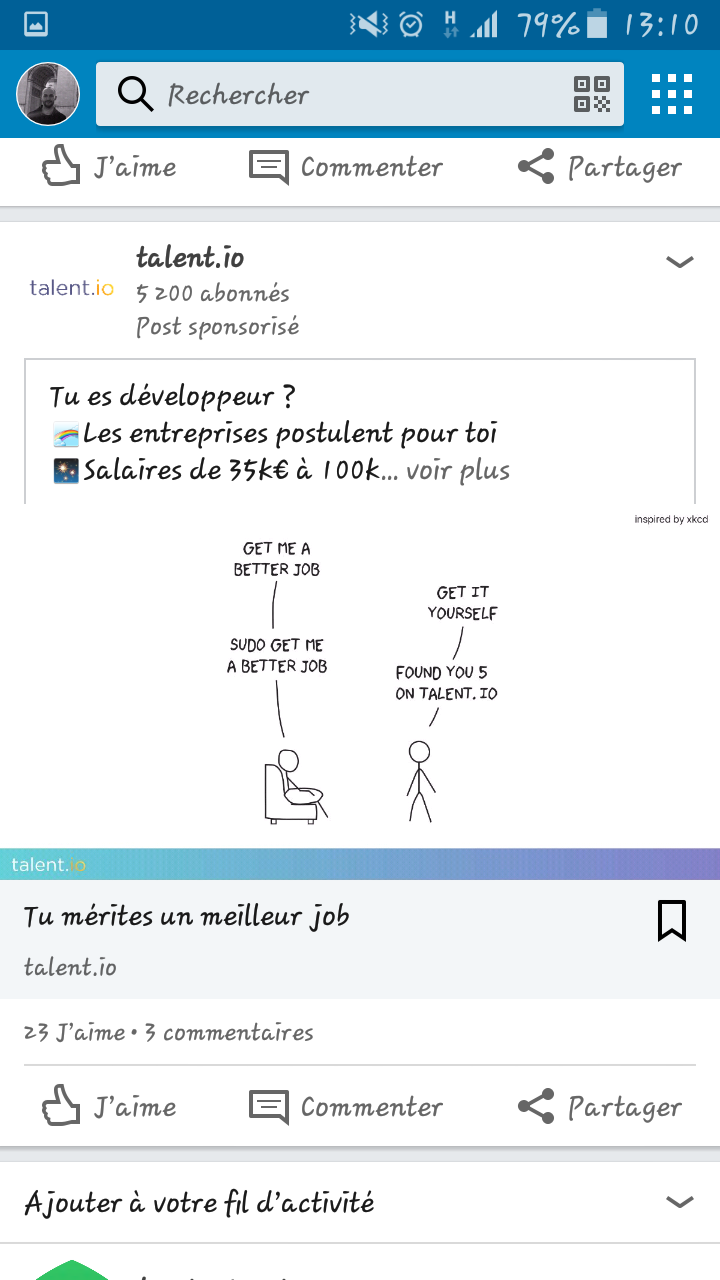 H 79% 13:10
Rechercher
J'aime Commenter Partager
talent.io
talent.io
5 200 abonnés
Post sponsorisé
Tu es développeur ?
Les entreprises postulent pour toi
Salaires de 35k€ à 100k... voir plus
inspired by xkcd
GET ME A
BETTER JOB
GET IT
YOURSELF
SUDO GET ME
A BETTER JOB
FOUND YOU 5
ON TALENT.IO
talent.io
Tu mérites un meilleur job
talent.io
23 J'aime • 3 commentaires
J'aime Commenter Partager
Ajouter à votre fil d'activité